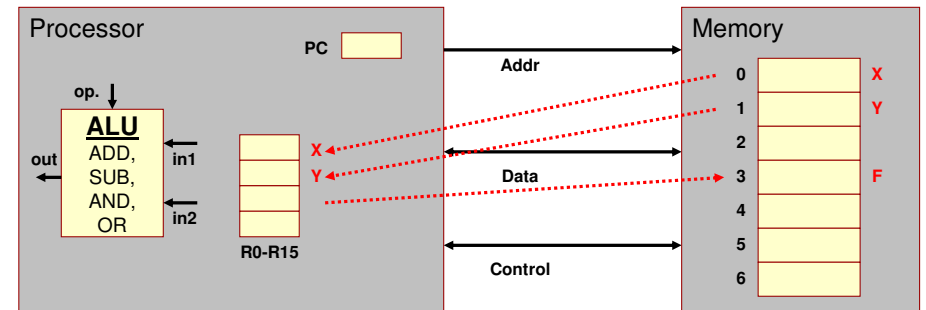 Processor
PC
op.
ALU
ADD,
SUB,
AND,
OR
out
in1
in2
X
Y
R0-R15
Addr
Data
Control
Memory
0 X
1 Y
2
3 F
4
5
6